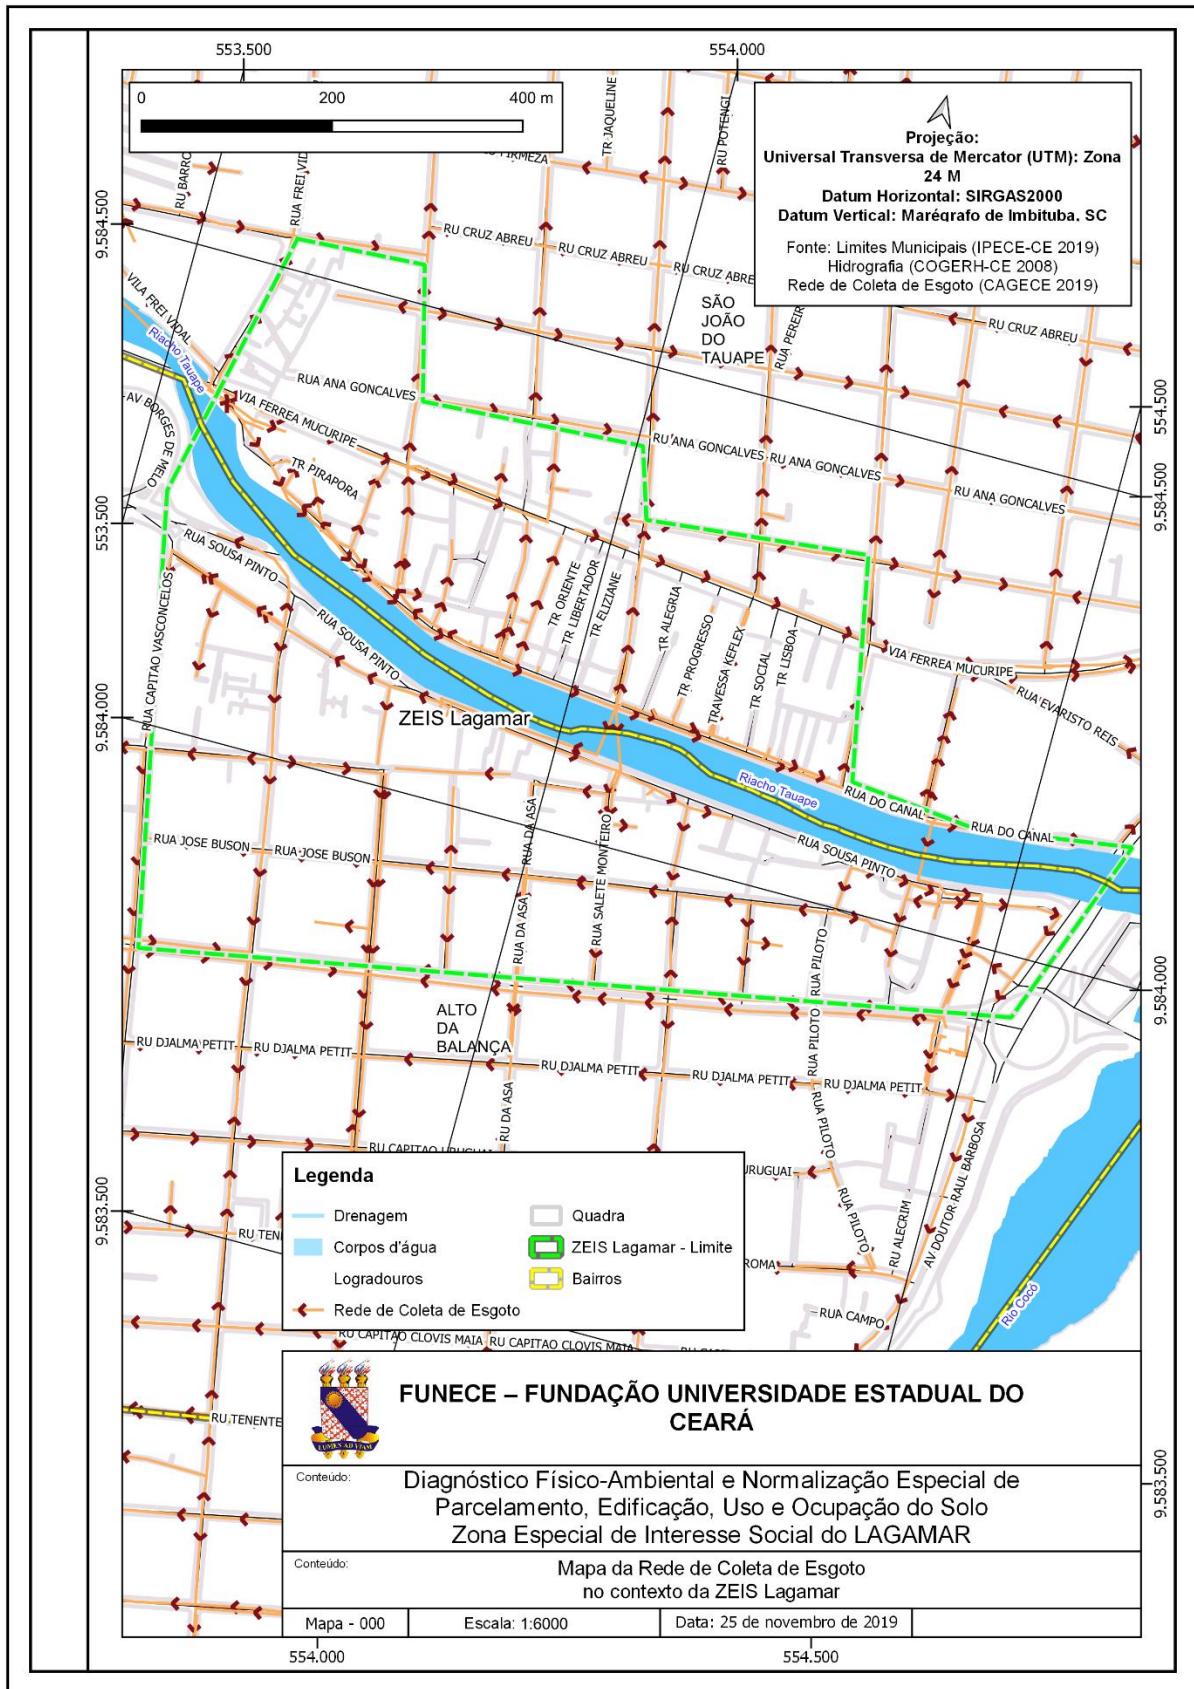 553.500
554.000
0 200 400 m
Projeção:
Universal Transversa de Mercator (UTM): Zona
24 M
Datum Horizontal: SIRGAS2000
Datum Vertical: Marégrafo de Imbituba. SC
Fonte: Limites Municipais (IPECE-CE 2019)
Hidrografia (COGERH-CE 2008)
Rede de Coleta de Esgoto (CAGECE 2019)
TR JAQUELINE
RU POTENGI
RU BARRO
RUA FREI VID
9.584.500
RU CRUZ ABREU
RU CRUZ ABREU
RU CRUZ ABRE
RU CRUZ ABREU
SÃO
JOÃO
DO
TAUAPE
RUA PEREIR
VILA FREI VIDAL
Riacho Tauape
AV BORGES DE MELO
RUA ANA GONCALVES
VIA FERREA MUCURIPE
TR PIRAPORA
RU ANA GONCALVES
RU ANA GONCALVES
RU ANA GONCALVES
554.500
9.584.500
553.500
RUA SOUSA PINTO
RUA SOUSA PINTO
RUA CAPITAO VASCONCELOS
TR ORIENTE
TR LIBERTADOR
TR ELIZIANE
TR ALEGRIA
TR PROGRESSO
TRAVESSA KEFLEX
TR SOCIAL
TR LISBOA
VIA FERREA MUCURIPE
RUA EVARISTO REIS
9.584.000
ZEIS Lagamar
Riacho Tauape
RUA DO CANAL
RUA DO CANAL
RUA SOUSA PINTO
RUA DA ASA
RUA DA ASA
RUA SALETE MONTEIRO
RUA JOSE BUSON
RUA JOSE BUSON
RUA PILOTO
RUA PILOTO
9.584.000
ALTO
DA
BALANÇA
RU DJALMA PETIT
RU DJALMA PETIT
RU DJALMA PETIT
RU DJALMA PETIT
RU DJALMA PETIT
RU DA ASA
RUA PILOTO
RUA PILOTO
RU CAPITAO URUGUAI
URUGUAI
RU ALECRIM
AV DOUTOR RAUL BARBOSA
9.583.500
RU TEN
ROMA
RUA CAMPO
Rio Cocó
Legenda
Drenagem
Corpos d'água
Logradouros
Rede de Coleta de Esgoto
Quadra
ZEIS Lagamar - Limite
Bairros
RU CAPITAO CLOVIS MAIA
RU CAPITAO CLOVIS MAIA
RU TENENTE
FUNECE – FUNDAÇÃO UNIVERSIDADE ESTADUAL DO
CEARÁ
Conteúdo:
Diagnóstico Físico-Ambiental e Normalização Especial de
Parcelamento, Edificação, Uso e Ocupação do Solo
Zona Especial de Interesse Social do LAGAMAR
9.583.500
Conteúdo:
Mapa da Rede de Coleta de Esgoto
no contexto da ZEIS Lagamar
Mapa - 000
Escala: 1:6000
Data: 25 de novembro de 2019
554.000
554.500